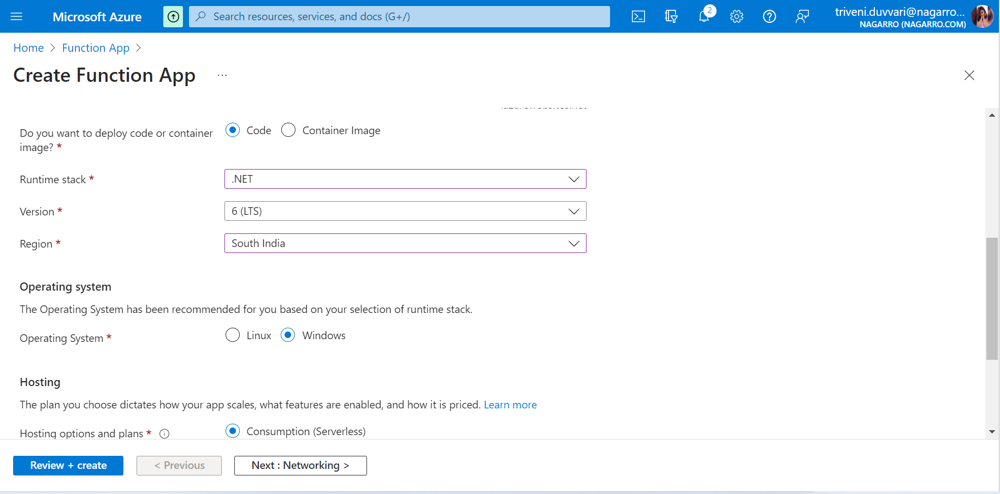 Microsoft Azure
Search resources, services, and docs (G+/)
2
triveni.duvvari@nagarro...
NAGARRO (NAGARRO.COM)
Home > Function App >
Create Function App ...
Do you want to deploy code or container
image? *
Code
Container Image
Runtime stack *
.NET
Version *
6 (LTS)
Region *
South India
Operating system
The Operating System has been recommended for you based on your selection of runtime stack.
Operating System *
Linux
Windows
Hosting
The plan you choose dictates how your app scales, what features are enabled, and how it is priced. Learn more
Hosting options and plans *
Consumption (Serverless)
Review + create
< Previous
Next : Networking >